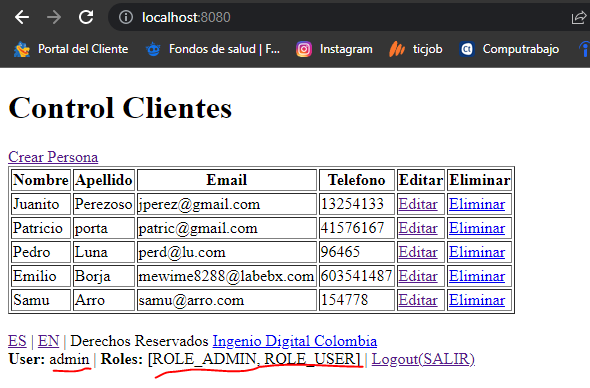 localhost:8080
Portal del Cliente Fondos de salud | F... Instagram ticjob Computrabajo
Control Clientes
Crear Persona
Nombre Apellido Email Telefono Editar Eliminar
Juanito Perezoso jperez@gmail.com 13254133 Editar Eliminar
Patricio porta patric@gmail.com 41576167 Editar Eliminar
Pedro Luna perd@lu.com 96465 Editar Eliminar
Emilio Borja mewime8288@labebx.com 603541487 Editar Eliminar
Samu Arro samu@arro.com 154778 Editar Eliminar
ES | EN | Derechos Reservados Ingenio Digital Colombia
User: admin | Roles: [ROLE_ADMIN, ROLE_USER] | Logout(SALIR)